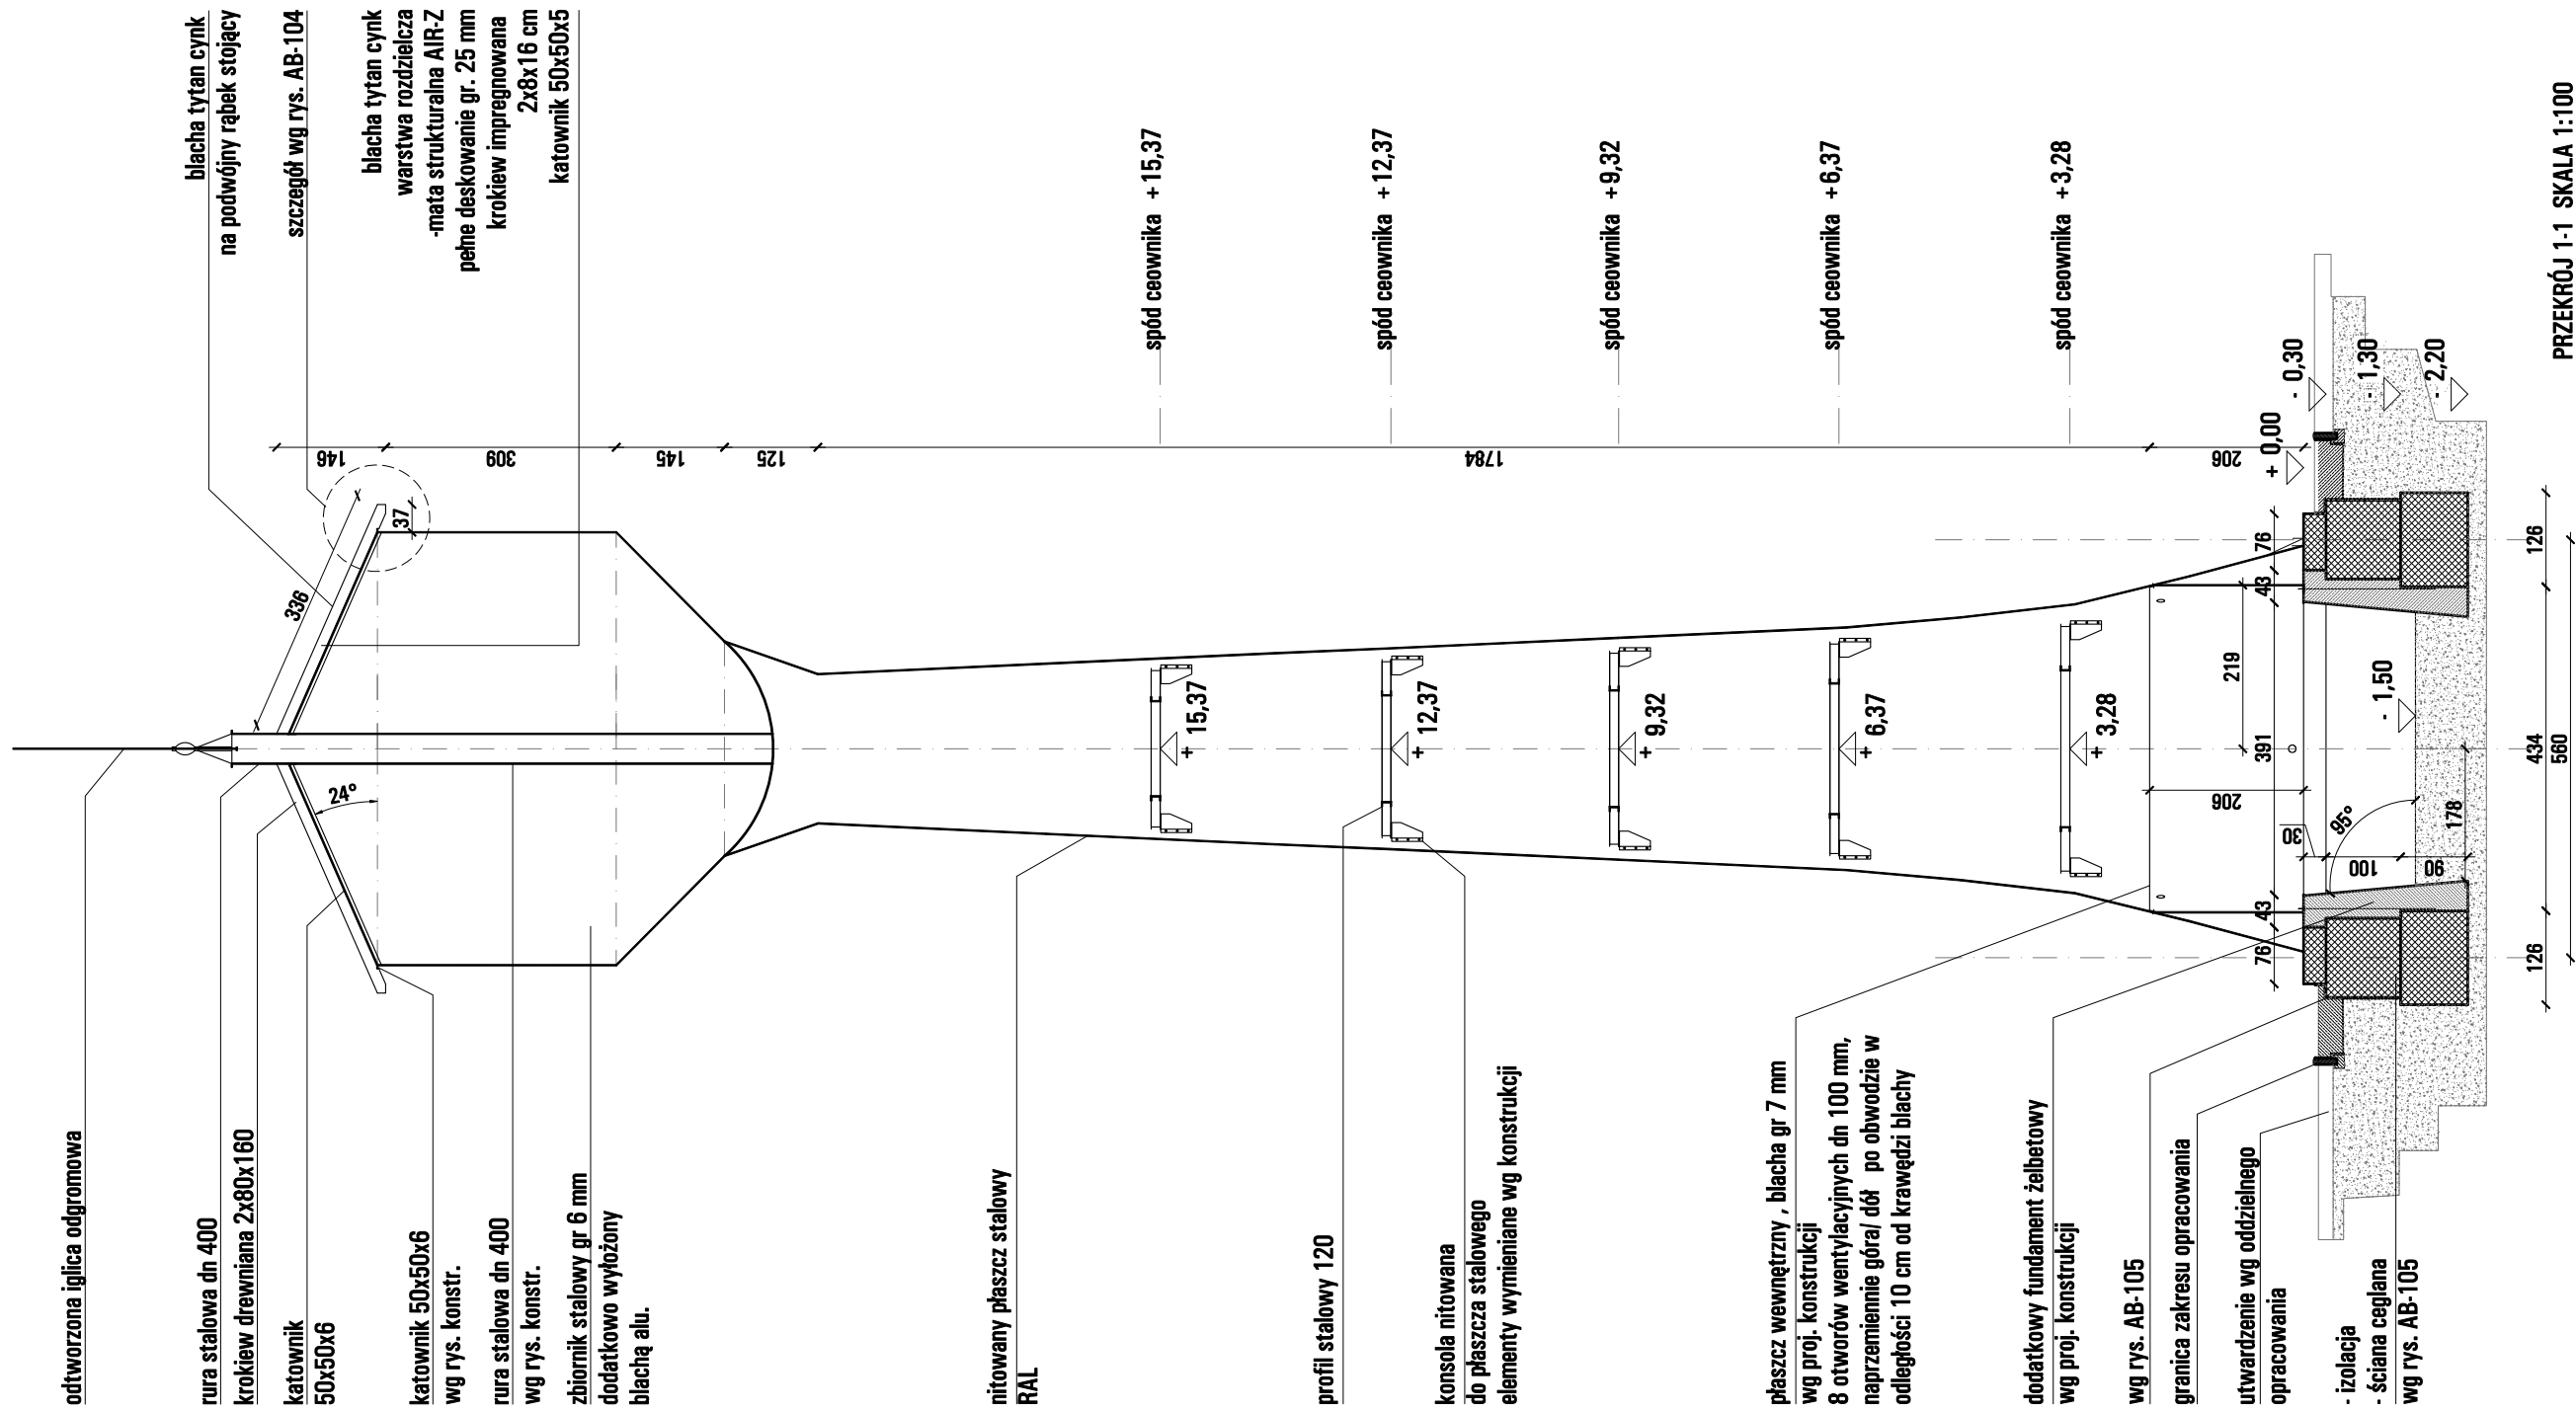 blacha tytan cynk
na podwójny rąbek stojący
szczegół wg rys. AB-104
blacha tytan cynk
warstwa rozdzielcza
-mata strukturalna AIR-Z
pełne deskowanie gr. 25 mm
krokiew impregnowana
2x8x16 cm
katownik 50x50x5
spód ceownika +15,37
spód ceownika +12,37
spód ceownika +9,32
spód ceownika +6,37
spód ceownika +3,28
- 0,30
- 1,30
- 2,20
+ 0,00
PRZEKRÓJ 1-1 SKALA 1:100
146
309
145
125
1784
206
37
336
24°
+ 15,37
+ 12,37
+ 9,32
+ 6,37
+ 3,28
- 1,50
76
43
219
391
206
30
95°
100
90
178
43
76
126
434
560
126
odtworzona iglica odgromowa
rura stalowa dn 400
krokiew drewniana 2x80x160
katownik
50x50x6
katownik 50x50x6
wg rys. konstr.
rura stalowa dn 400
wg rys. konstr.
zbiornik stalowy gr 6 mm
dodatkowo wyłożony
blachą alu.
nitowany płaszcz stalowy
RAL
profil stalowy 120
konsola nitowana
do płaszcza stalowego
elementy wymieniane wg konstrukcji
płaszcz wewnętrzny , blacha gr 7 mm
wg proj. konstrukcji
8 otworów wentylacyjnych dn 100 mm,
naprzemiennie góra/ dół po obwodzie w
odległości 10 cm od krawędzi blachy
dodatkowy fundament żelbetowy
wg proj. konstrukcji
wg rys. AB-105
granica zakresu opracowania
utwardzenie wg oddzielnego
opracowania
- izolacja
- ściana ceglana
wg rys. AB-105